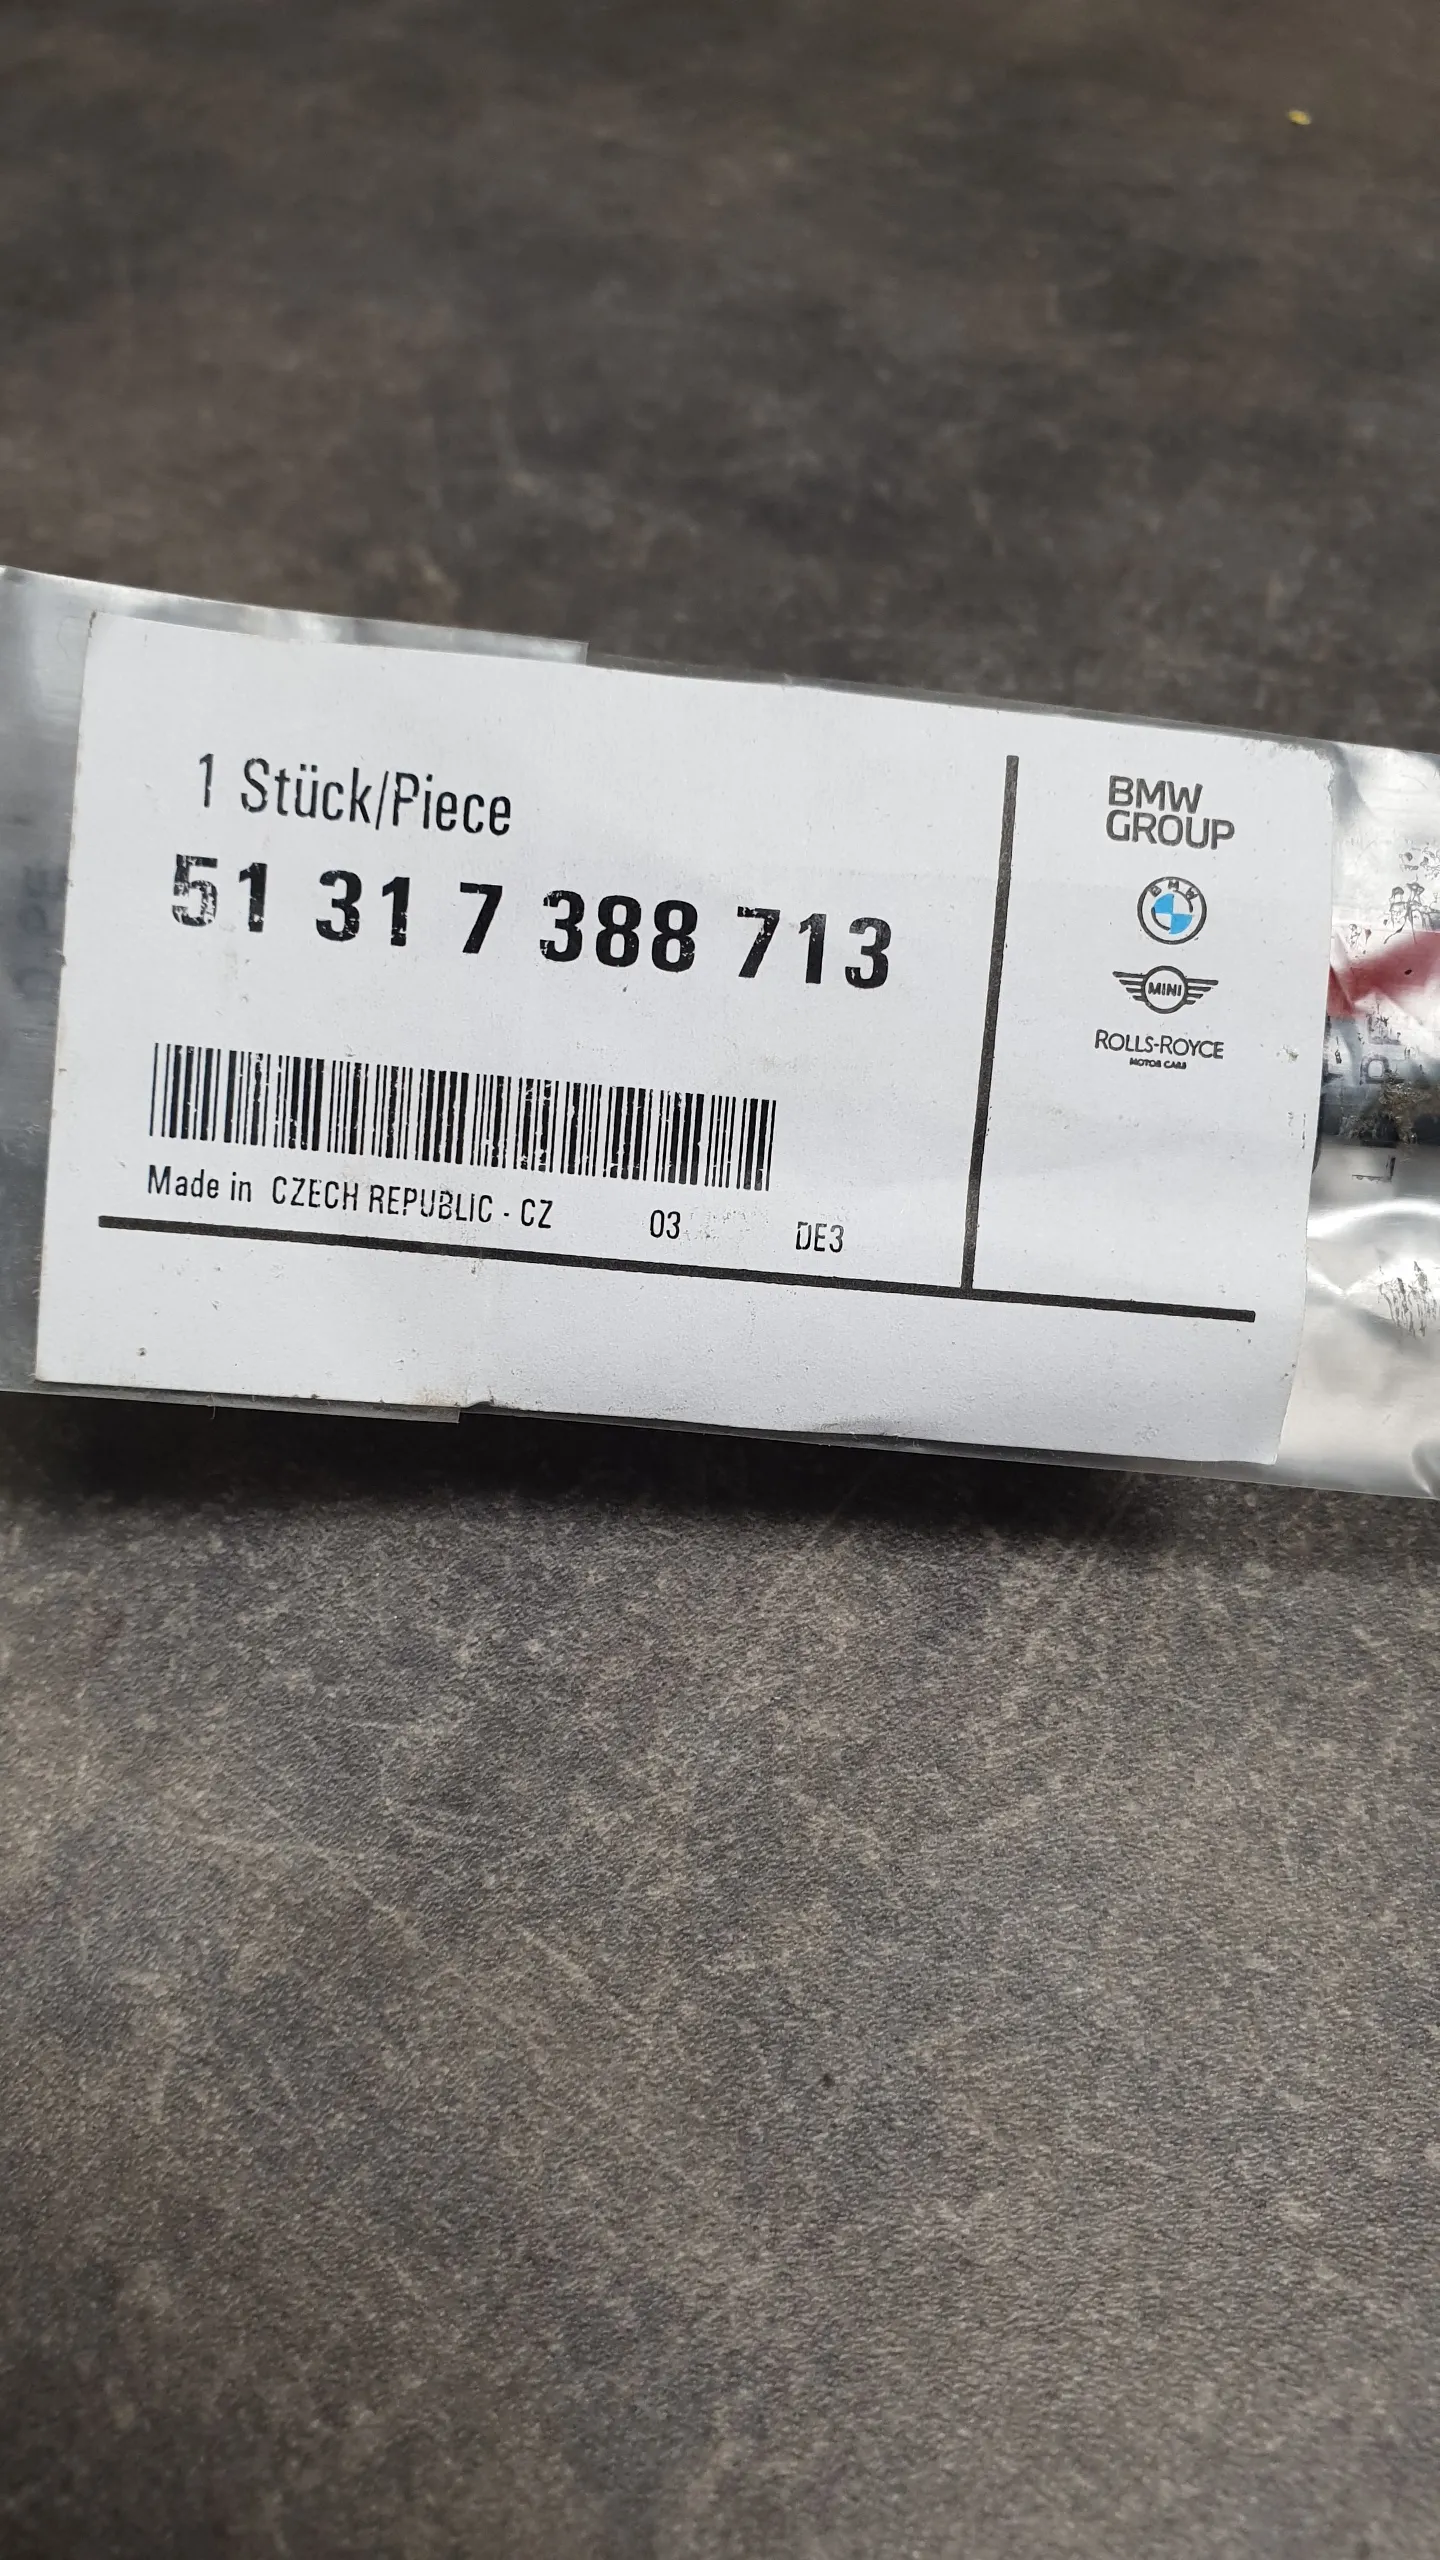 1 Stück/Piece
51 31 7 388 713
Made in CZECH REPUBLIC - CZ 03 DE3
BMW
GROUP
BMW
MINI
ROLLS-ROYCE
MOTOR CARS